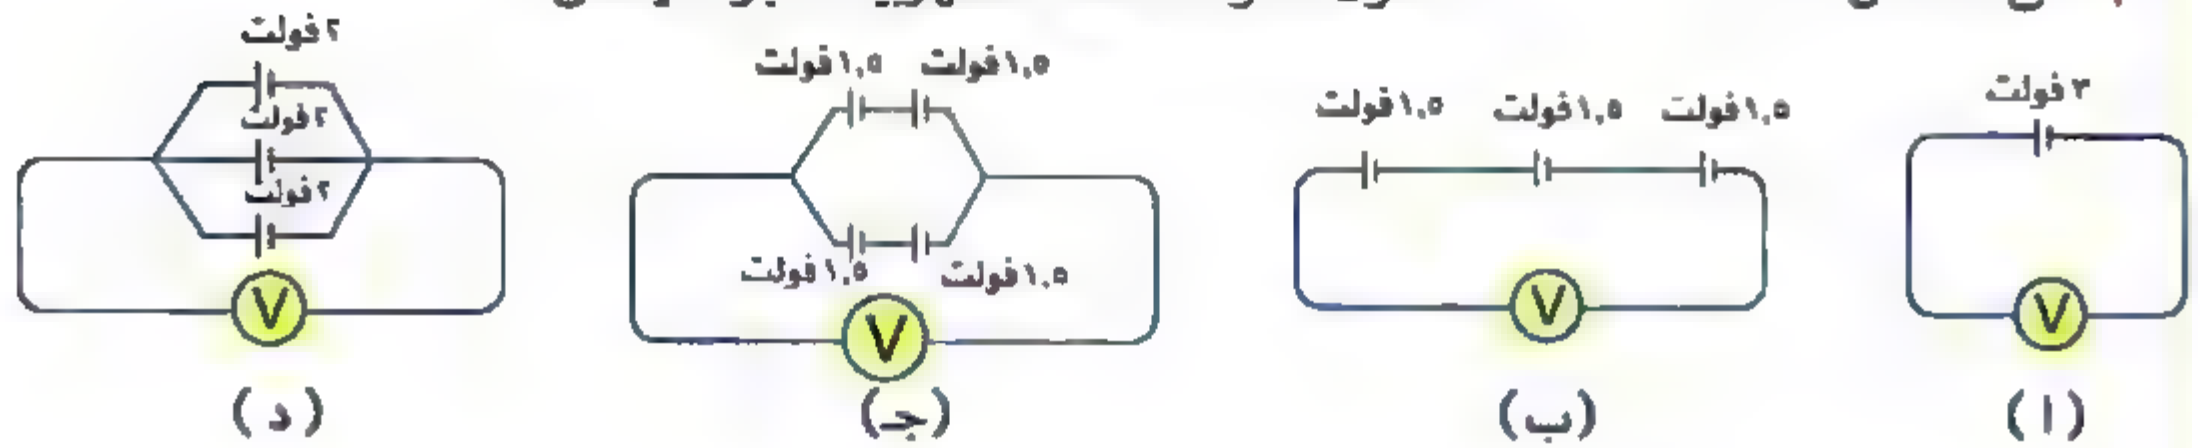 ٣ فولت
١,٥ فولت ١,٥ فولت ١,٥ فولت
١,٥ فولت ١,٥ فولت
١,٥ فولت ١,٥ فولت
٢ فولت
٢ فولت
٢ فولت
V V V V
(أ) (ب) (جـ) (د)